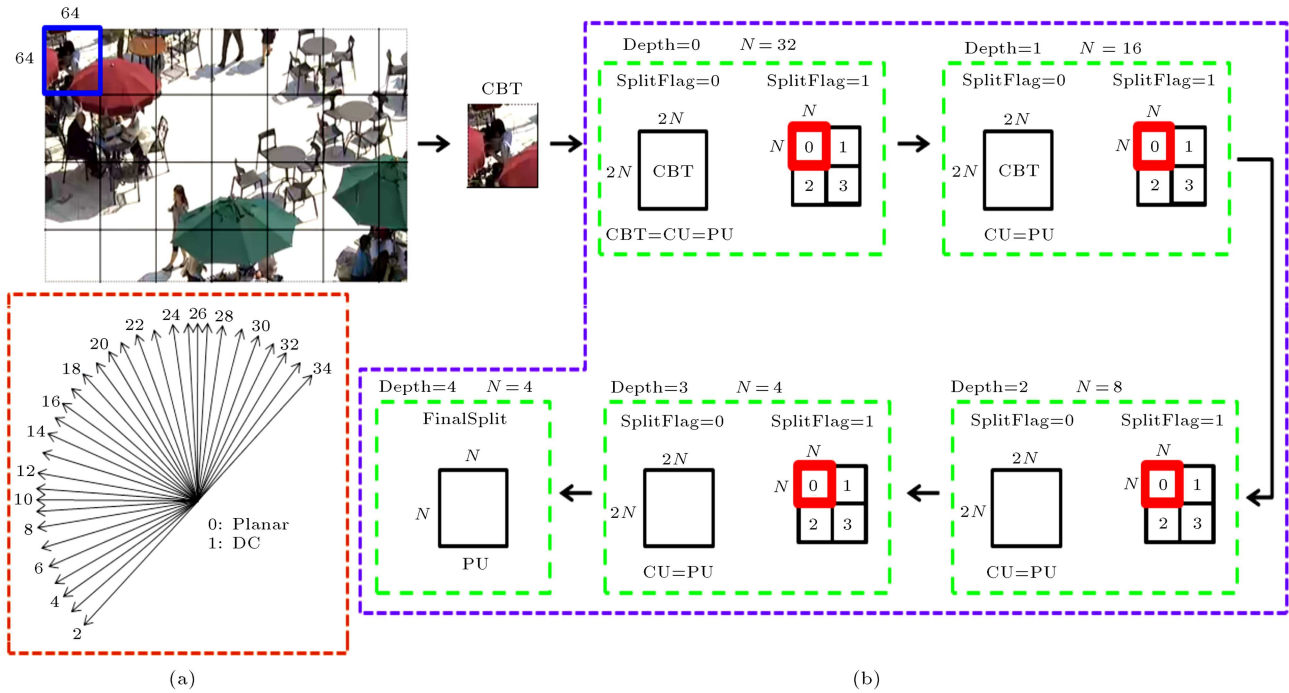 64
64
CBT
Depth=0 N = 32
SplitFlag=0 SplitFlag=1
2N
2N CBT
N
N 0 1
2 3
CBT=CU=PU
Depth=1 N = 16
SplitFlag=0 SplitFlag=1
2N
2N CBT
N
N 0 1
2 3
CU=PU
Depth=4 N = 4
FinalSplit
N
N
PU
Depth=3 N = 4
SplitFlag=0 SplitFlag=1
2N
2N
N
N 0 1
2 3
CU=PU
Depth=2 N = 8
SplitFlag=0 SplitFlag=1
2N
2N
N
N 0 1
2 3
CU=PU
2
4
6
8
10
12
14
16
18
20
22
24
26
28
30
32
34
0: Planar
1: DC
(a)
(b)